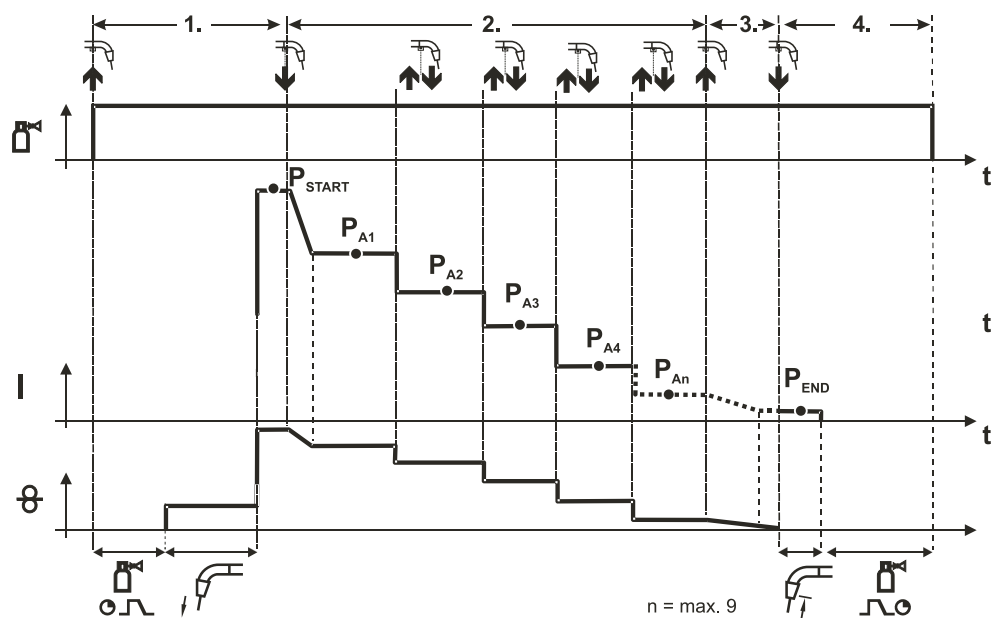 1. 2. 3. 4.
t
P START
P A1
P A2
P A3
t
P A4
P An
P END
I
t
n = max. 9